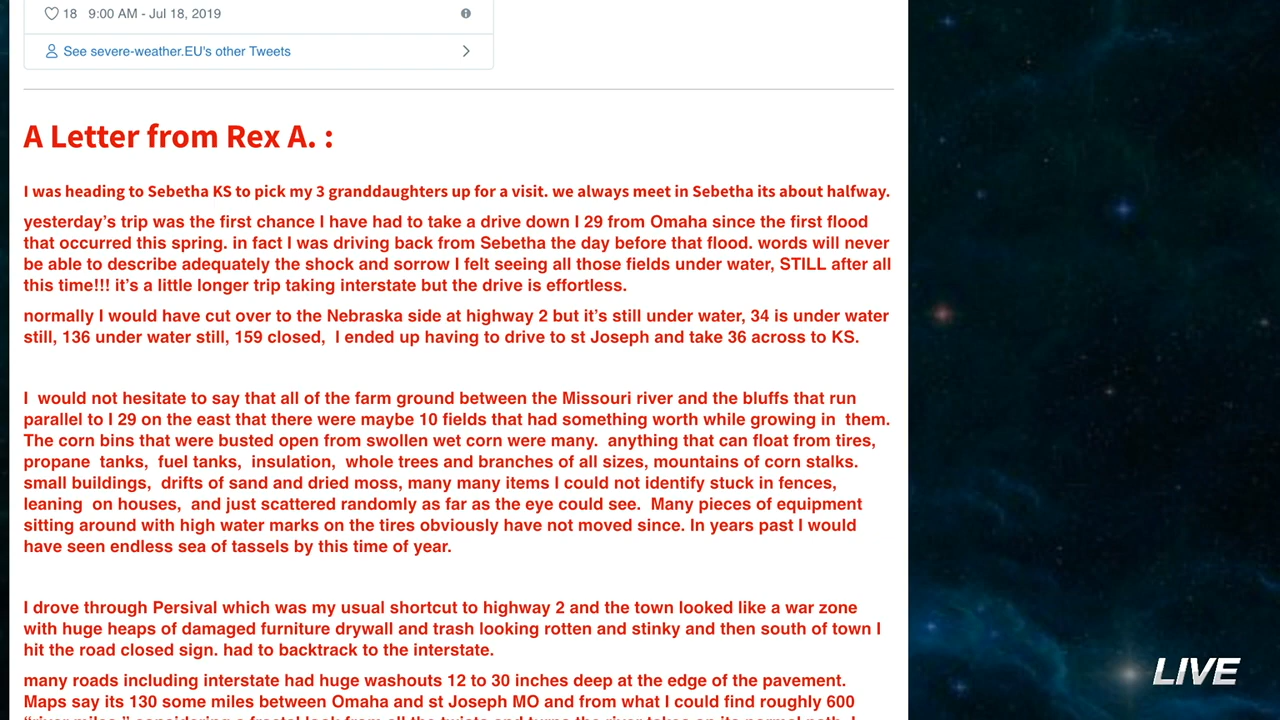 18 9:00 AM - Jul 18, 2019
See severe-weather.EU's other Tweets
A Letter from Rex A. :
I was heading to Sebetha KS to pick my 3 granddaughters up for a visit. we always meet in Sebetha its about halfway.
yesterday’s trip was the first chance I have had to take a drive down I 29 from Omaha since the first flood
that occurred this spring. in fact I was driving back from Sebetha the day before that flood. words will never
be able to describe adequately the shock and sorrow I felt seeing all those fields under water, STILL after all
this time!!! it’s a little longer trip taking interstate but the drive is effortless.
normally I would have cut over to the Nebraska side at highway 2 but it’s still under water, 34 is under water
still, 136 under water still, 159 closed,  I ended up having to drive to st Joseph and take 36 across to KS.
I  would not hesitate to say that all of the farm ground between the Missouri river and the bluffs that run
parallel to I 29 on the east that there were maybe 10 fields that had something worth while growing in  them.
The corn bins that were busted open from swollen wet corn were many.  anything that can float from tires,
propane  tanks,  fuel tanks,  insulation,  whole trees and branches of all sizes, mountains of corn stalks.
small buildings,  drifts of sand and dried moss, many many items I could not identify stuck in fences,
leaning  on houses,  and just scattered randomly as far as the eye could see.  Many pieces of equipment
sitting around with high water marks on the tires obviously have not moved since. In years past I would
have seen endless sea of tassels by this time of year.
I drove through Persival which was my usual shortcut to highway 2 and the town looked like a war zone
with huge heaps of damaged furniture drywall and trash looking rotten and stinky and then south of town I
hit the road closed sign. had to backtrack to the interstate.
many roads including interstate had huge washouts 12 to 30 inches deep at the edge of the pavement.
Maps say its 130 some miles between Omaha and st Joseph MO and from what I could find roughly 600
“river miles ” considering a fractal look from all the twists and turns the river takes on its normal path. I
LIVE